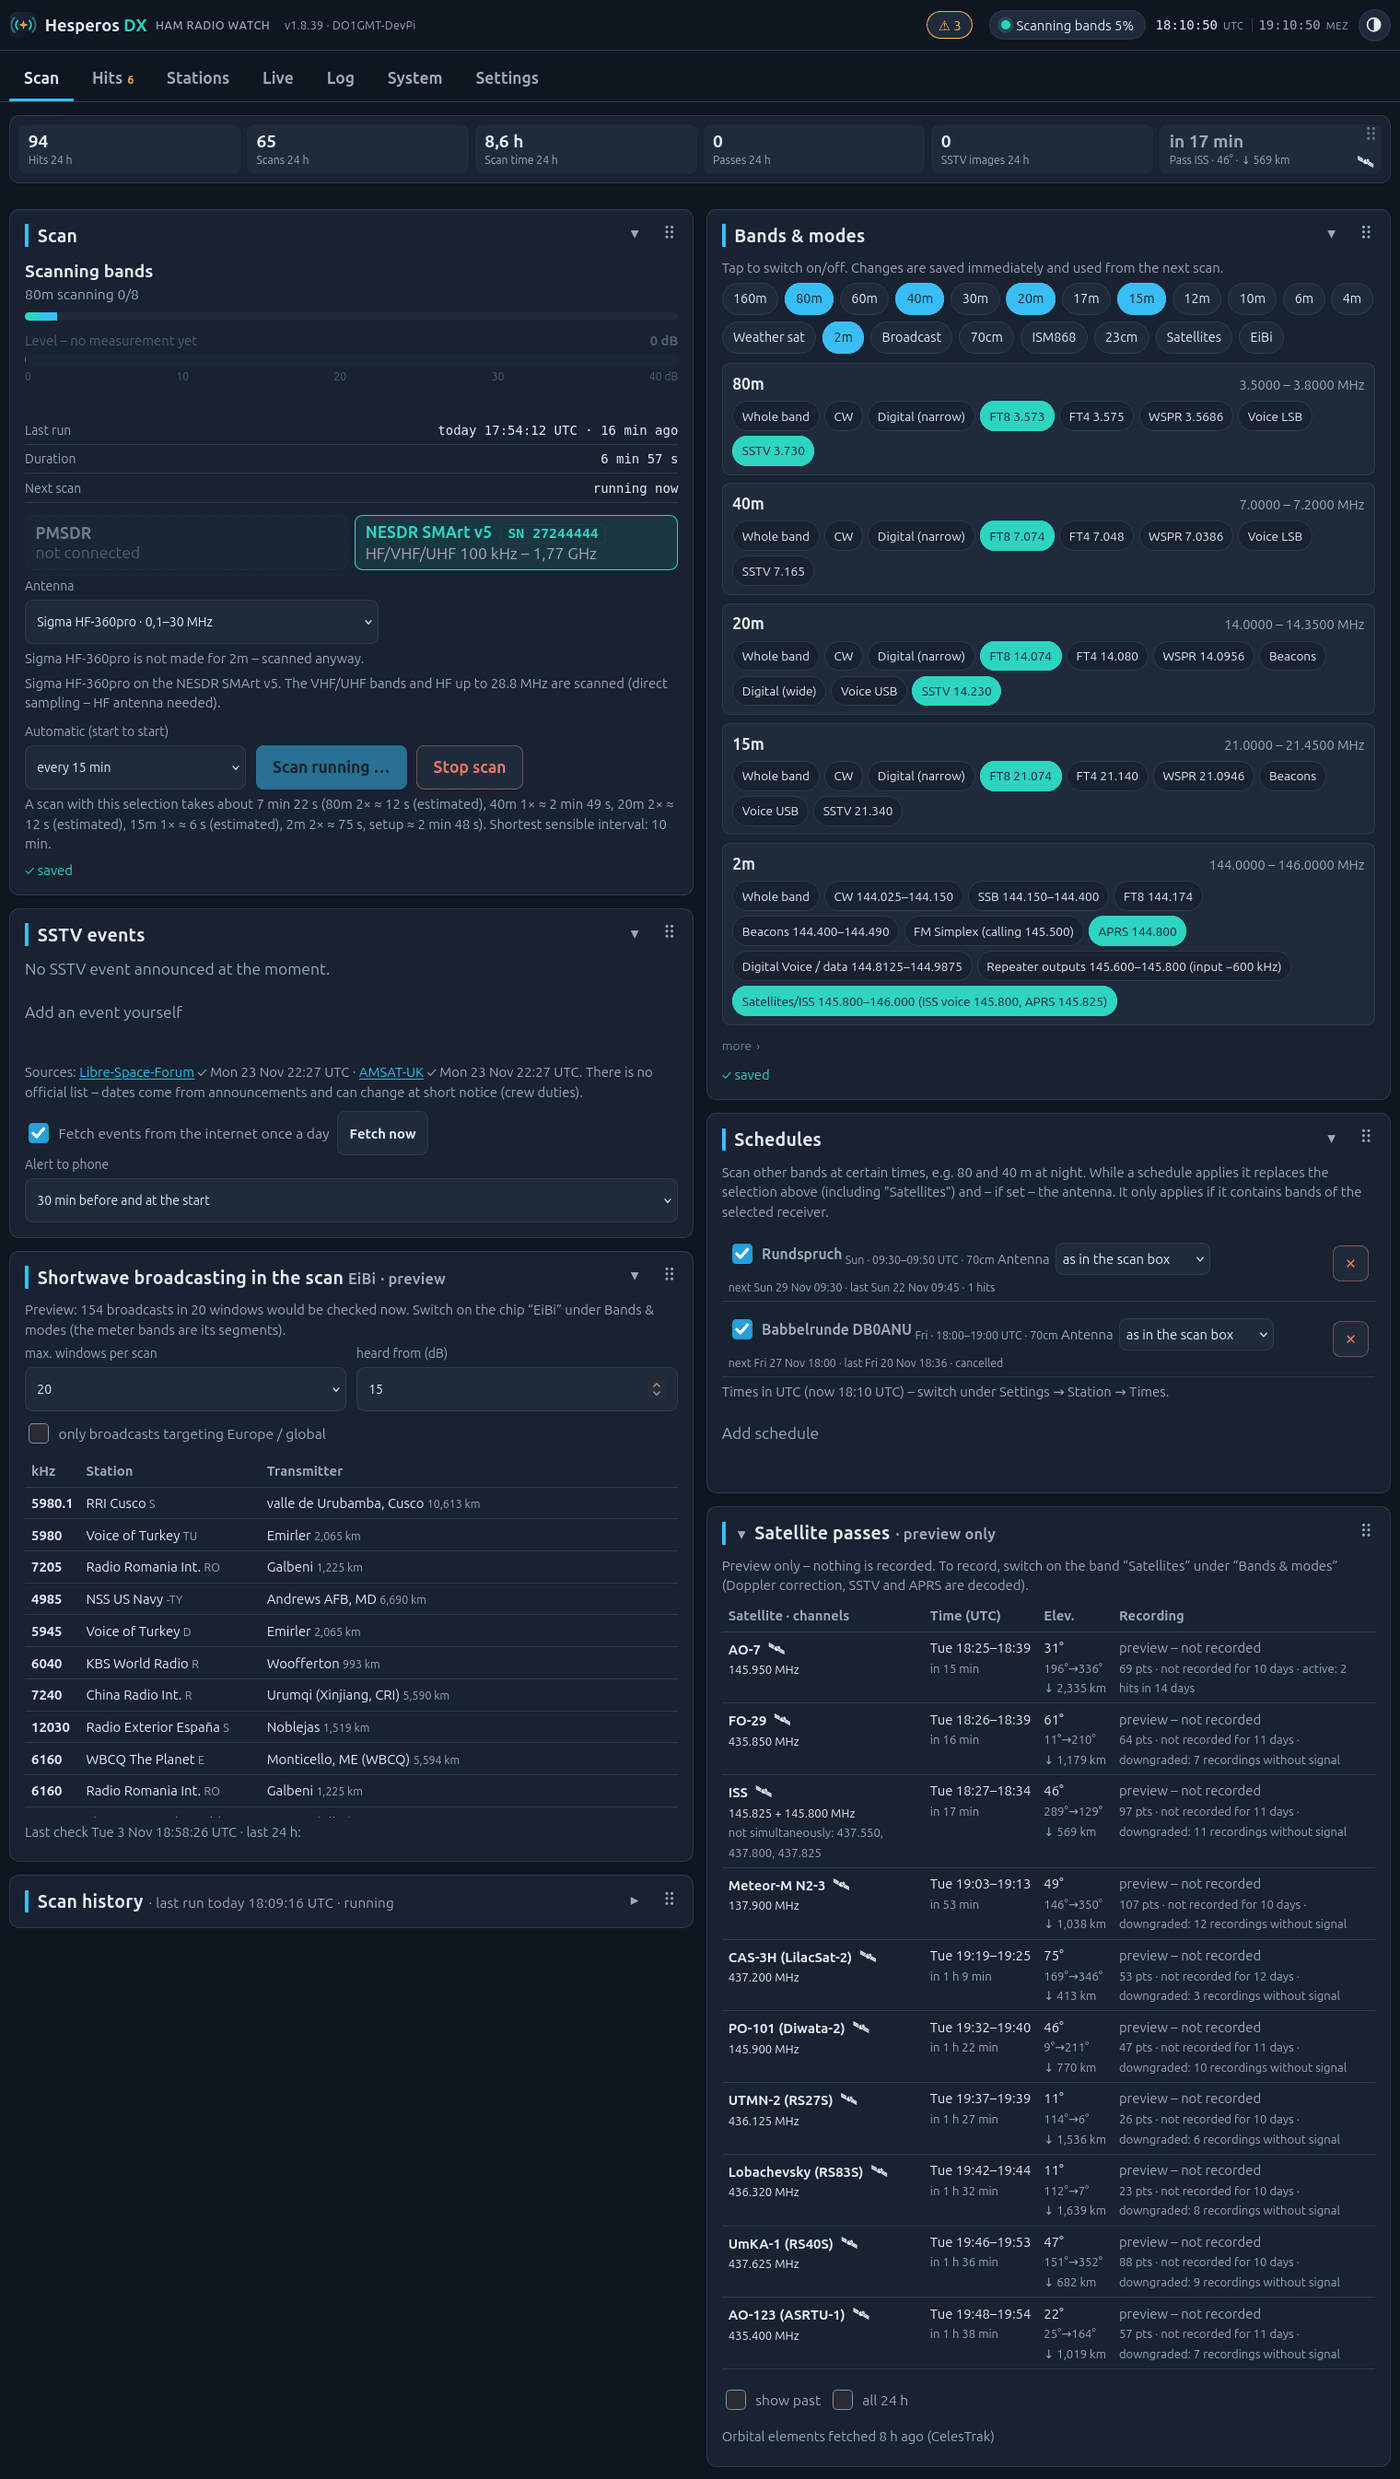 Hesperos DX HAM RADIO WATCH v1.8.39 · DO1GMT-DevPi
⚠ 3
Scanning bands 5%
18:10:50 UTC
19:10:50 MEZ
Scan
Hits 6
Stations
Live
Log
System
Settings
94
Hits 24 h
65
Scans 24 h
8,6 h
Scan time 24 h
0
Passes 24 h
0
SSTV images 24 h
in 17 min
Pass ISS · 46° · ↓ 569 km
Scan
Scanning bands
80m scanning 0/8
Level – no measurement yet
0 dB
0 10 20 30 40 dB
Last run today 17:54:12 UTC · 16 min ago
Duration 6 min 57 s
Next scan running now
PMSDR
not connected
NESDR SMArt v5 SN 27244444
HF/VHF/UHF 100 kHz – 1,77 GHz
Antenna
Sigma HF-360pro · 0,1–30 MHz
Sigma HF-360pro is not made for 2m – scanned anyway.
Sigma HF-360pro on the NESDR SMArt v5. The VHF/UHF bands and HF up to 28.8 MHz are scanned (direct
sampling – HF antenna needed).
Automatic (start to start)
every 15 min
Scan running …
Stop scan
A scan with this selection takes about 7 min 22 s (80m 2× ≈ 12 s (estimated), 40m 1× ≈ 2 min 49 s, 20m 2× ≈
12 s (estimated), 15m 1× ≈ 6 s (estimated), 2m 2× ≈ 75 s, setup ≈ 2 min 48 s). Shortest sensible interval: 10
min.
✓ saved
SSTV events
No SSTV event announced at the moment.
Add an event yourself
Sources: Libre-Space-Forum ✓ Mon 23 Nov 22:27 UTC · AMSAT-UK ✓ Mon 23 Nov 22:27 UTC. There is no
official list – dates come from announcements and can change at short notice (crew duties).
Fetch events from the internet once a day
Fetch now
Alert to phone
30 min before and at the start
Shortwave broadcasting in the scan EiBi · preview
Preview: 154 broadcasts in 20 windows would be checked now. Switch on the chip “EiBi” under Bands &
modes (the meter bands are its segments).
max. windows per scan
heard from (dB)
20
15
only broadcasts targeting Europe / global
kHz Station Transmitter
5980.1 RRI Cusco S valle de Urubamba, Cusco 10,613 km
5980 Voice of Turkey TU Emirler 2,065 km
7205 Radio Romania Int. RO Galbeni 1,225 km
4985 NSS US Navy -TY Andrews AFB, MD 6,690 km
5945 Voice of Turkey D Emirler 2,065 km
6040 KBS World Radio R Woofferton 993 km
7240 China Radio Int. R Urumqi (Xinjiang, CRI) 5,590 km
12030 Radio Exterior España S Noblejas 1,519 km
6160 WBCQ The Planet E Monticello, ME (WBCQ) 5,594 km
6160 Radio Romania Int. RO Galbeni 1,225 km
Last check Tue 3 Nov 18:58:26 UTC · last 24 h:
Scan history · last run today 18:09:16 UTC · running
Bands & modes
Tap to switch on/off. Changes are saved immediately and used from the next scan.
160m 80m 60m 40m 30m 20m 17m 15m 12m 10m 6m 4m
Weather sat 2m Broadcast 70cm ISM868 23cm Satellites EiBi
80m 3.5000 – 3.8000 MHz
Whole band CW Digital (narrow) FT8 3.573 FT4 3.575 WSPR 3.5686 Voice LSB
SSTV 3.730
40m 7.0000 – 7.2000 MHz
Whole band CW Digital (narrow) FT8 7.074 FT4 7.048 WSPR 7.0386 Voice LSB
SSTV 7.165
20m 14.0000 – 14.3500 MHz
Whole band CW Digital (narrow) FT8 14.074 FT4 14.080 WSPR 14.0956 Beacons
Digital (wide) Voice USB SSTV 14.230
15m 21.0000 – 21.4500 MHz
Whole band CW Digital (narrow) FT8 21.074 FT4 21.140 WSPR 21.0946 Beacons
Voice USB SSTV 21.340
2m 144.0000 – 146.0000 MHz
Whole band CW 144.025–144.150 SSB 144.150–144.400 FT8 144.174
Beacons 144.400–144.490 FM Simplex (calling 145.500) APRS 144.800
Digital Voice / data 144.8125–144.9875 Repeater outputs 145.600–145.800 (input −600 kHz)
Satellites/ISS 145.800–146.000 (ISS voice 145.800, APRS 145.825)
more ›
✓ saved
Schedules
Scan other bands at certain times, e.g. 80 and 40 m at night. While a schedule applies it replaces the
selection above (including "Satellites") and – if set – the antenna. It only applies if it contains bands of the
selected receiver.
Rundspruch Sun · 09:30–09:50 UTC · 70cm Antenna as in the scan box ×
next Sun 29 Nov 09:30 · last Sun 22 Nov 09:45 · 1 hits
Babbelrunde DB0ANU Fri · 18:00–19:00 UTC · 70cm Antenna as in the scan box ×
next Fri 27 Nov 18:00 · last Fri 20 Nov 18:36 · cancelled
Times in UTC (now 18:10 UTC) – switch under Settings → Station → Times.
Add schedule
Satellite passes · preview only
Preview only – nothing is recorded. To record, switch on the band “Satellites” under “Bands & modes”
(Doppler correction, SSTV and APRS are decoded).
Satellite · channels Time (UTC) Elev. Recording
AO-7 Tue 18:25–18:39 31° preview – not recorded
145.950 MHz in 15 min 196°→336° 69 pts · not recorded for 10 days · active: 2
↓ 2,335 km hits in 14 days
FO-29 Tue 18:26–18:39 61° preview – not recorded
435.850 MHz in 16 min 11°→210° 64 pts · not recorded for 11 days ·
↓ 1,179 km downgraded: 7 recordings without signal
ISS Tue 18:27–18:34 46° preview – not recorded
145.825 + 145.800 MHz in 17 min 289°→129° 97 pts · not recorded for 11 days ·
not simultaneously: 437.550, ↓ 569 km downgraded: 11 recordings without signal
437.800, 437.825
Meteor-M N2-3 Tue 19:03–19:13 49° preview – not recorded
137.900 MHz in 53 min 146°→350° 107 pts · not recorded for 10 days ·
↓ 1,038 km downgraded: 12 recordings without signal
CAS-3H (LilacSat-2) Tue 19:19–19:25 75° preview – not recorded
437.200 MHz in 1 h 9 min 169°→346° 53 pts · not recorded for 12 days ·
↓ 413 km downgraded: 3 recordings without signal
PO-101 (Diwata-2) Tue 19:32–19:40 46° preview – not recorded
145.900 MHz in 1 h 22 min 9°→211° 47 pts · not recorded for 11 days ·
↓ 770 km downgraded: 10 recordings without signal
UTMN-2 (RS27S) Tue 19:37–19:39 11° preview – not recorded
436.125 MHz in 1 h 27 min 114°→6° 26 pts · not recorded for 10 days ·
↓ 1,536 km downgraded: 6 recordings without signal
Lobachevsky (RS83S) Tue 19:42–19:44 11° preview – not recorded
436.320 MHz in 1 h 32 min 112°→7° 23 pts · not recorded for 10 days ·
↓ 1,639 km downgraded: 8 recordings without signal
UmKA-1 (RS40S) Tue 19:46–19:53 47° preview – not recorded
437.625 MHz in 1 h 36 min 151°→352° 88 pts · not recorded for 10 days ·
↓ 682 km downgraded: 9 recordings without signal
AO-123 (ASRTU-1) Tue 19:48–19:54 22° preview – not recorded
435.400 MHz in 1 h 38 min 25°→164° 57 pts · not recorded for 11 days ·
↓ 1,019 km downgraded: 7 recordings without signal
show past all 24 h
Orbital elements fetched 8 h ago (CelesTrak)